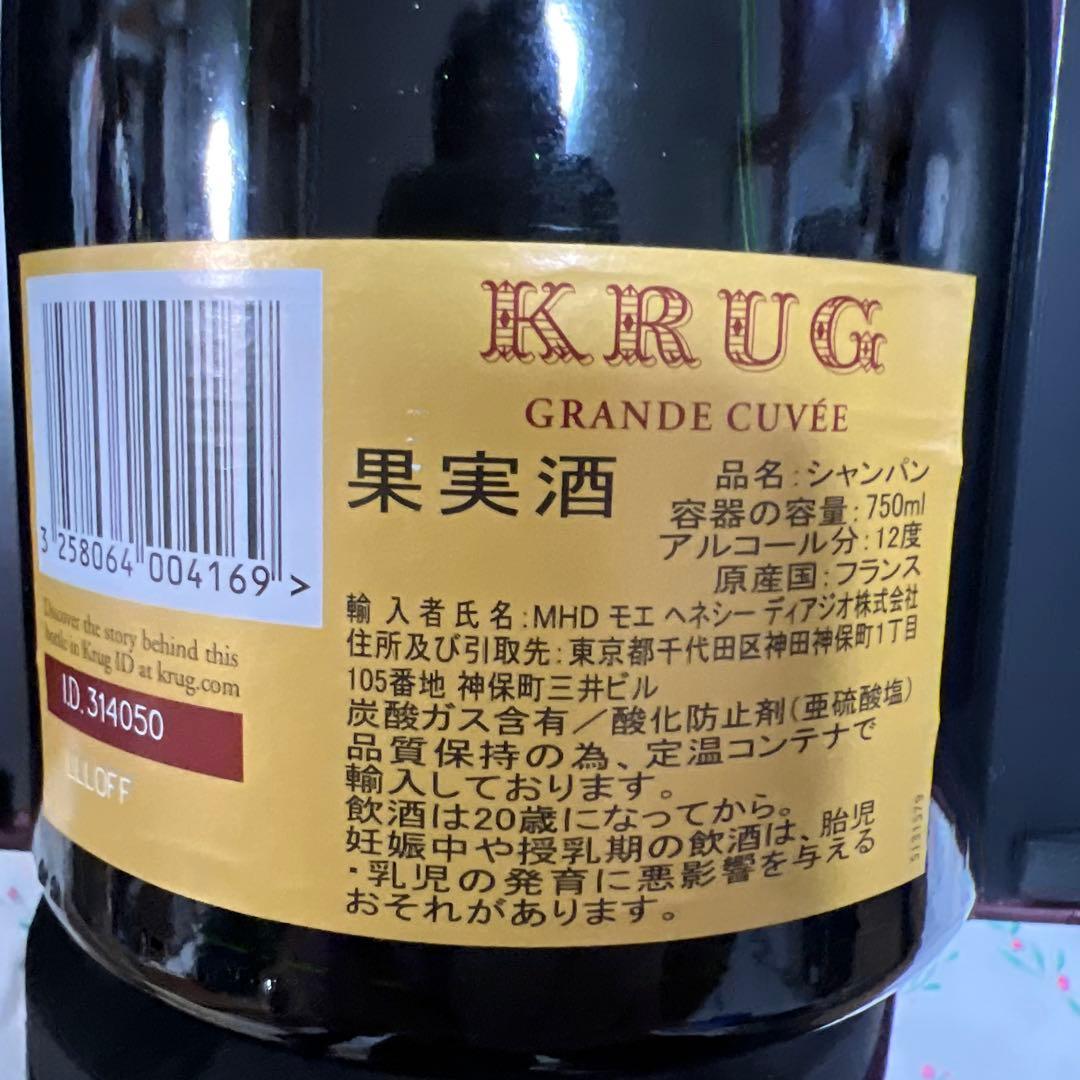 KRUG
GRANDE CUVÉE
果実酒
品名:シャンパン
容器の容量:750ml
アルコール分:12度
原産国:フランス
輸入者氏名:MHD モエ ヘネシー ディアジオ株式会社
住所及び引取先:東京都千代田区神田神保町1丁目
105番地 神保町三井ビル
炭酸ガス含有/酸化防止剤(亜硫酸塩)
品質保持の為、定温コンテナで
輸入しております。
飲酒は20歳になってから。
妊娠中や授乳期の飲酒は、胎児
・乳児の発育に悪影響を与える
おそれがあります。
5131579
3 258064 004169 >
Discover the story behind this
bottle in Krug ID at krug.com
I.D. 314050